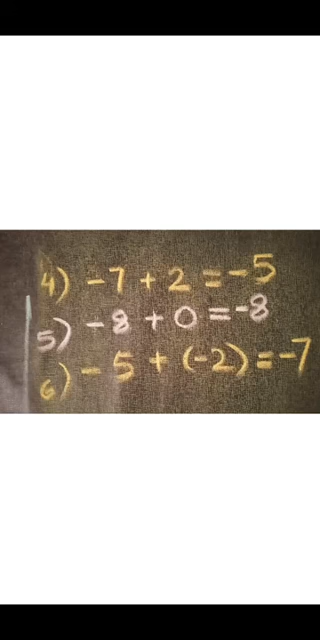 4) -7 + 2 = -5
5) -8 + 0 = -8
6) - 5 + (-2) = -7